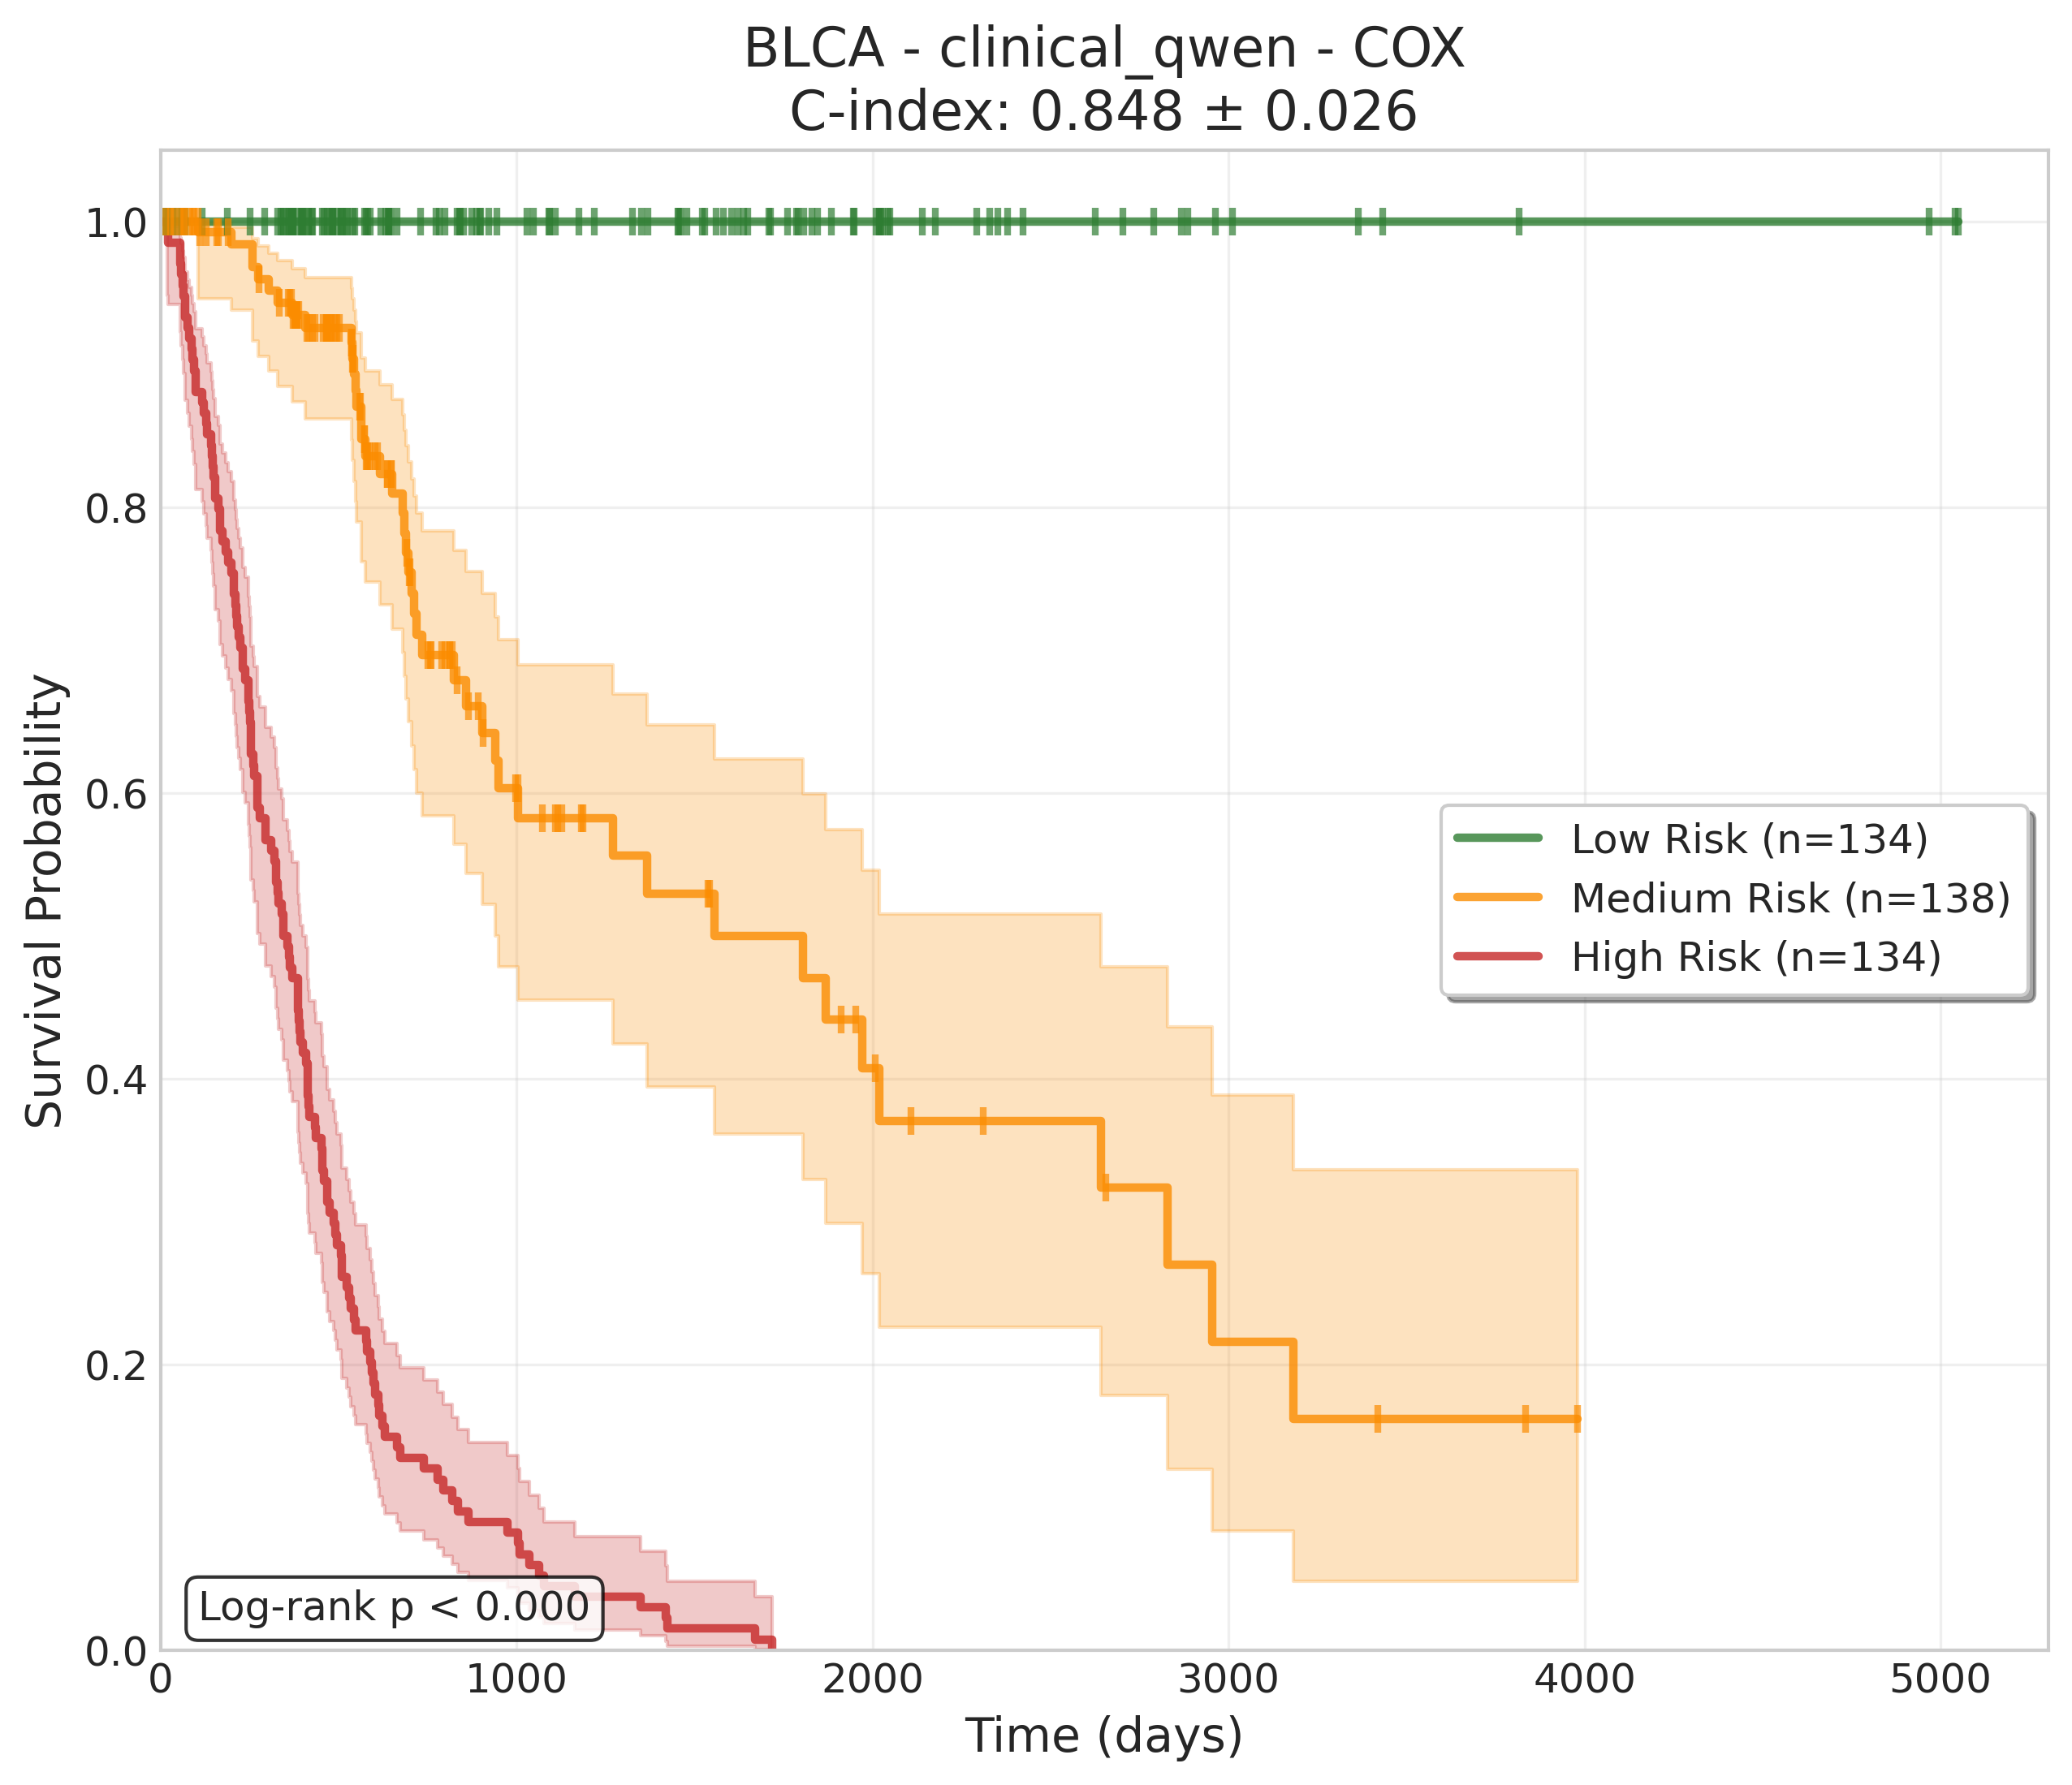 BLCA - clinical_qwen - COX
C-index: 0.848 ± 0.026
Survival Probability
1.0
0.8
0.6
0.4
0.2
0.0
Low Risk (n=134)
Medium Risk (n=138)
High Risk (n=134)
Log-rank p < 0.000
0 1000 2000 3000 4000 5000
Time (days)